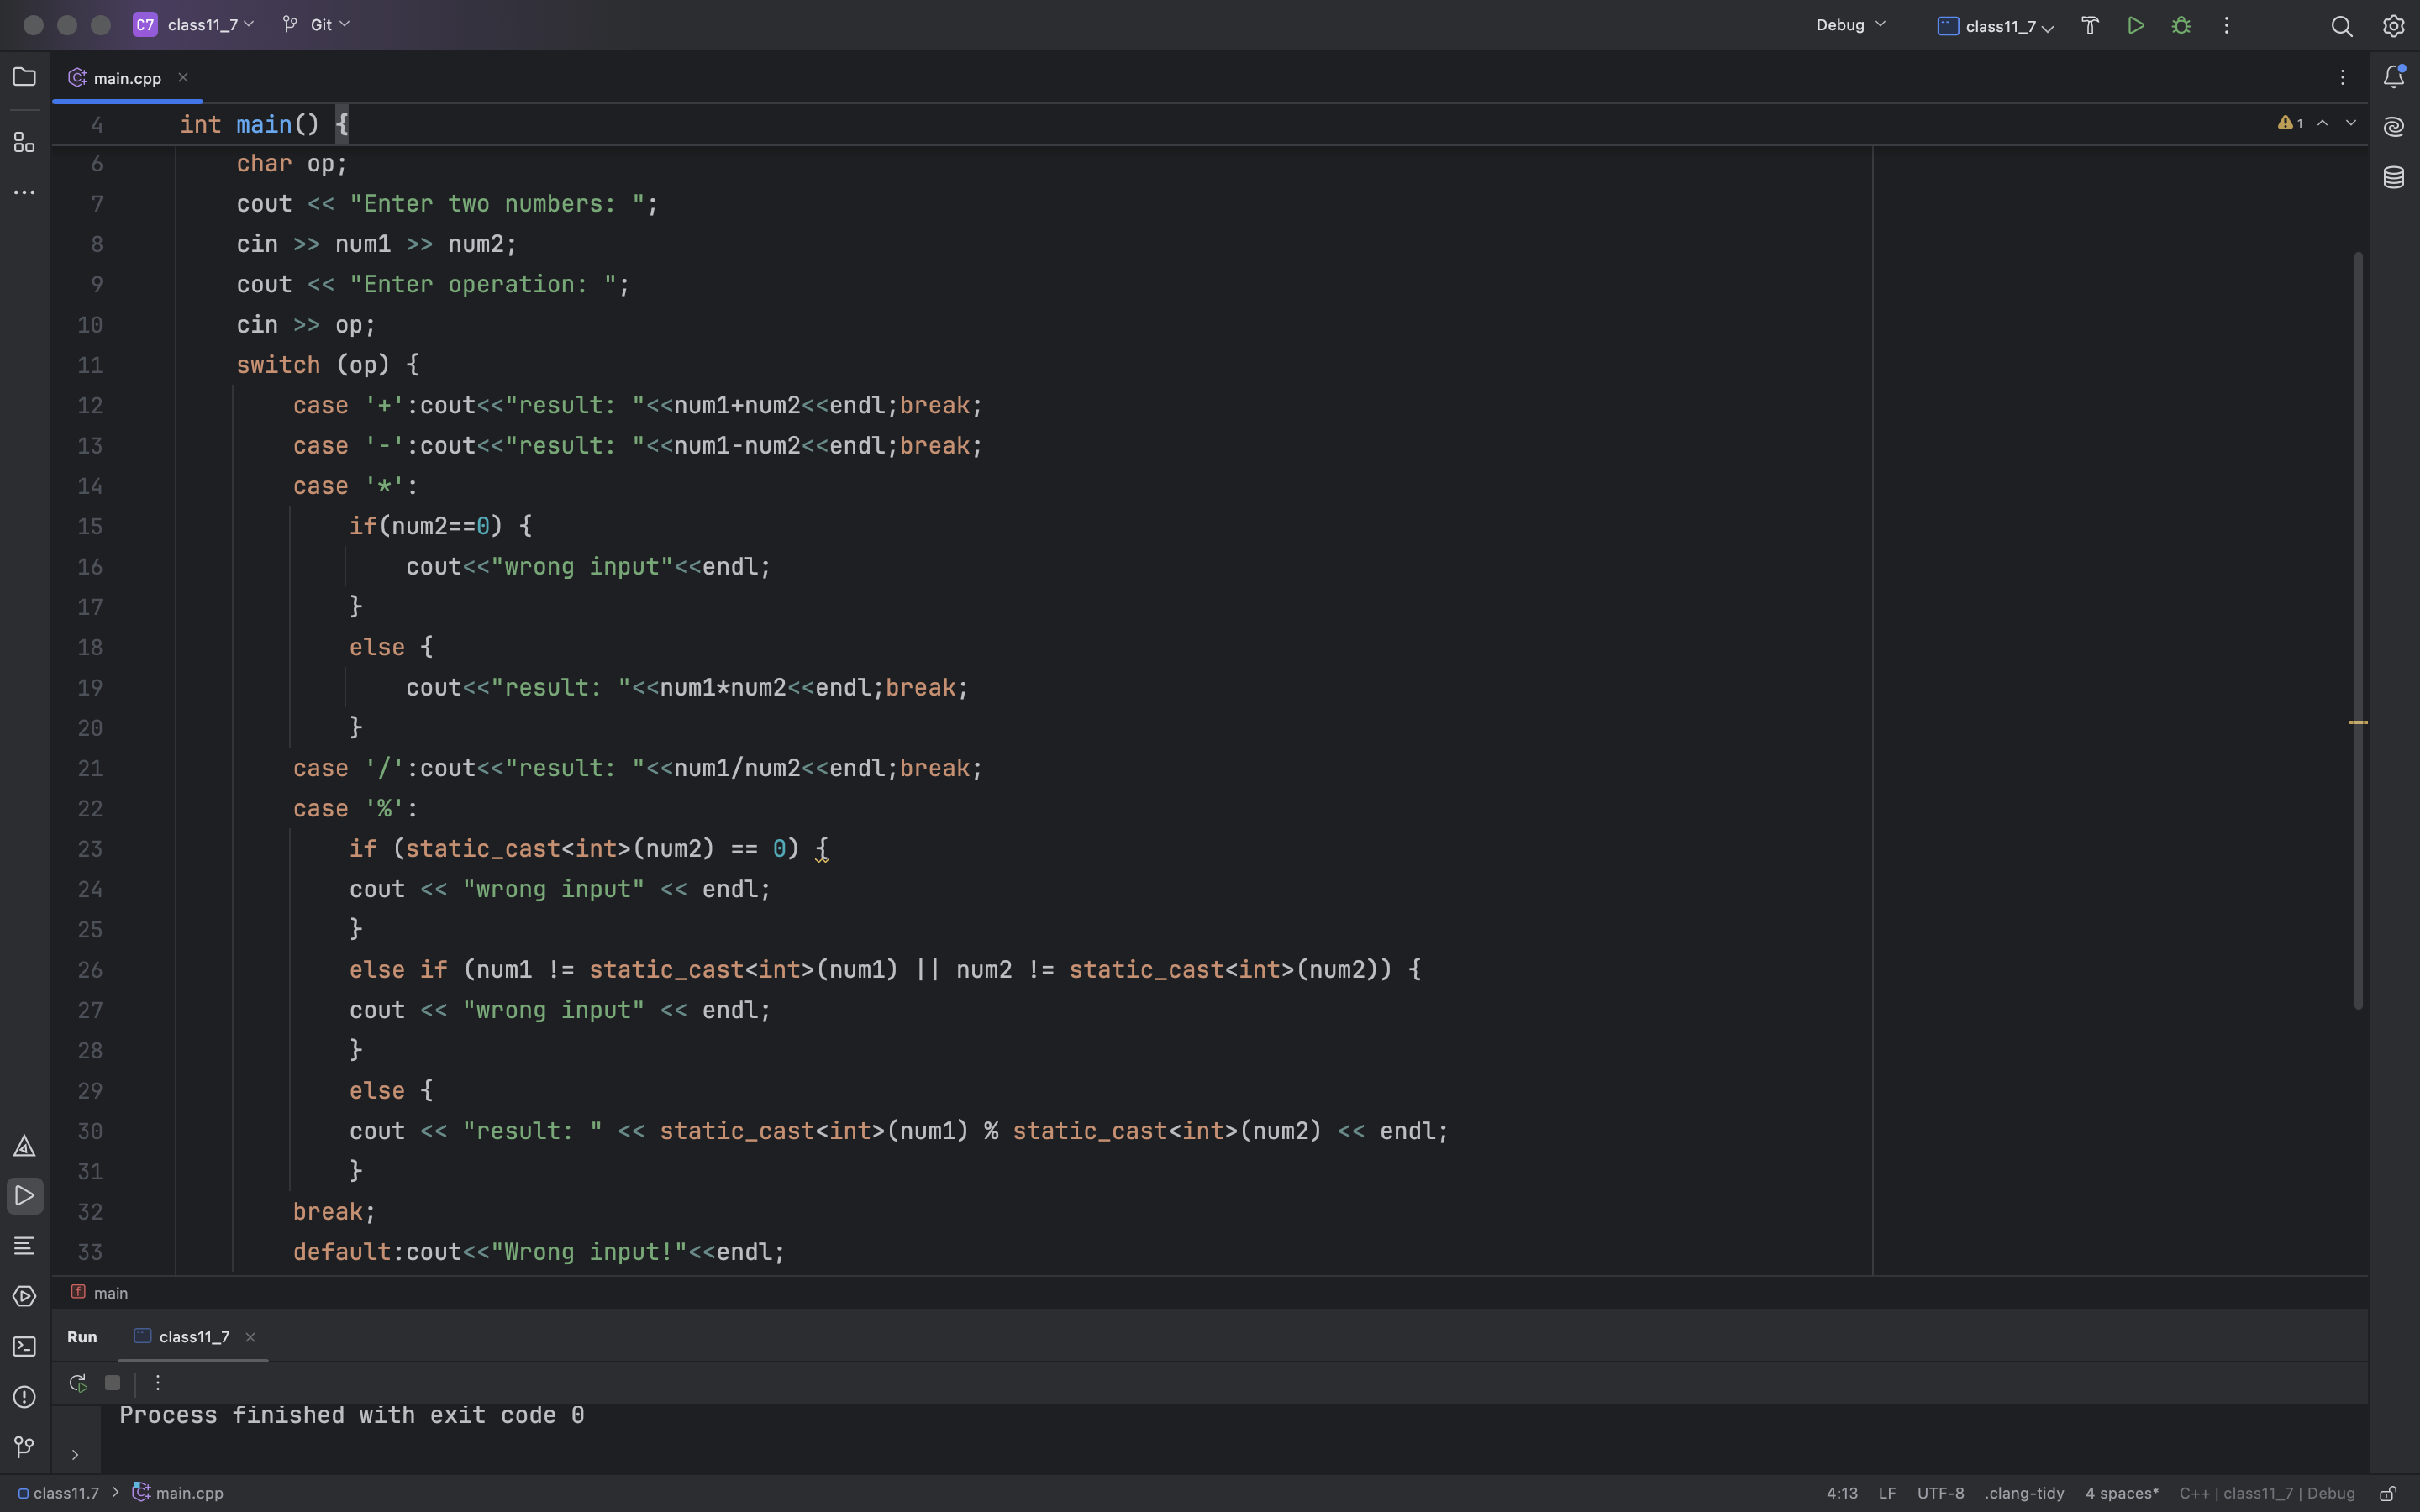 C7 class11_7 Git Debug class11_7
main.cpp
4 int main() { 1
6 char op;
7 cout << "Enter two numbers: ";
8 cin >> num1 >> num2;
9 cout << "Enter operation: ";
10 cin >> op;
11 switch (op) {
12 case '+':cout<<"result: "<<num1+num2<<endl;break;
13 case '-':cout<<"result: "<<num1-num2<<endl;break;
14 case '*':
15 if(num2==0) {
16 cout<<"wrong input"<<endl;
17 }
18 else {
19 cout<<"result: "<<num1*num2<<endl;break;
20 }
21 case '/':cout<<"result: "<<num1/num2<<endl;break;
22 case '%':
23 if (static_cast<int>(num2) == 0) {
24 cout << "wrong input" << endl;
25 }
26 else if (num1 != static_cast<int>(num1) || num2 != static_cast<int>(num2)) {
27 cout << "wrong input" << endl;
28 }
29 else {
30 cout << "result: " << static_cast<int>(num1) % static_cast<int>(num2) << endl;
31 }
32 break;
33 default:cout<<"Wrong input!"<<endl;
f main
Run class11_7
Process finished with exit code 0
class11.7 > main.cpp 4:13 LF UTF-8 .clang-tidy 4 spaces* C++ | class11_7 | Debug